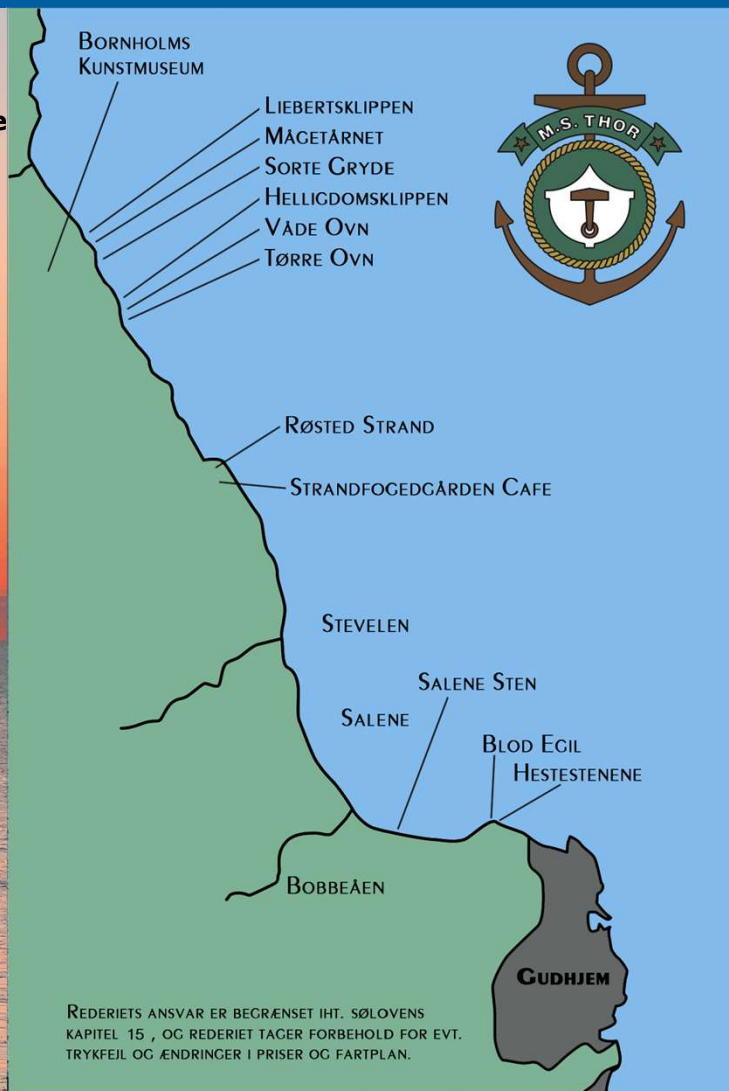 BORNHOLMS
KUNSTMUSEUM
e
M.S. THOR
LIEBERTSKLIPPEN
MÅGETÅRNET
SORTE GRYDE
HELLIGDOMSKLIPPEN
VÅDE OVN
TØRRE OVN
RØSTED STRAND
STRANDFOGEDGÅRDEN CAFE
STEVELEN
SALENE STEN
SALENE
BLOD EGIL
HESTESTENENE
BOBBEÅEN
GUDHJEM
REDERIETS ANSVAR ER BEGRÆNSET IHT. SØLOVENS
KAPITEL 15 , OG REDERIET TAGER FORBEHOLD FOR EVT.
TRYKFEJL OG ÆNDRINGER I PRISER OG FARTPLAN.